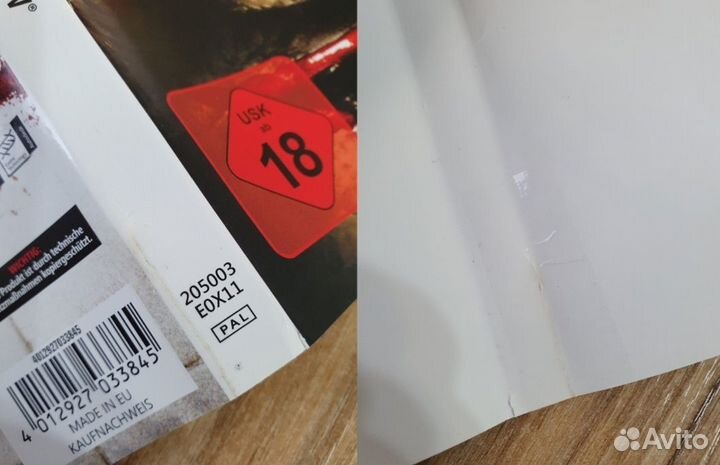 ®
USK
ab
18
WICHTIG:
Produkt ist durch technische
kopiergeschützt.
4012927033845
4 012927 033845
MADE IN EU
KAUFNACHWEIS
205003
E0X11
PAL
Avito